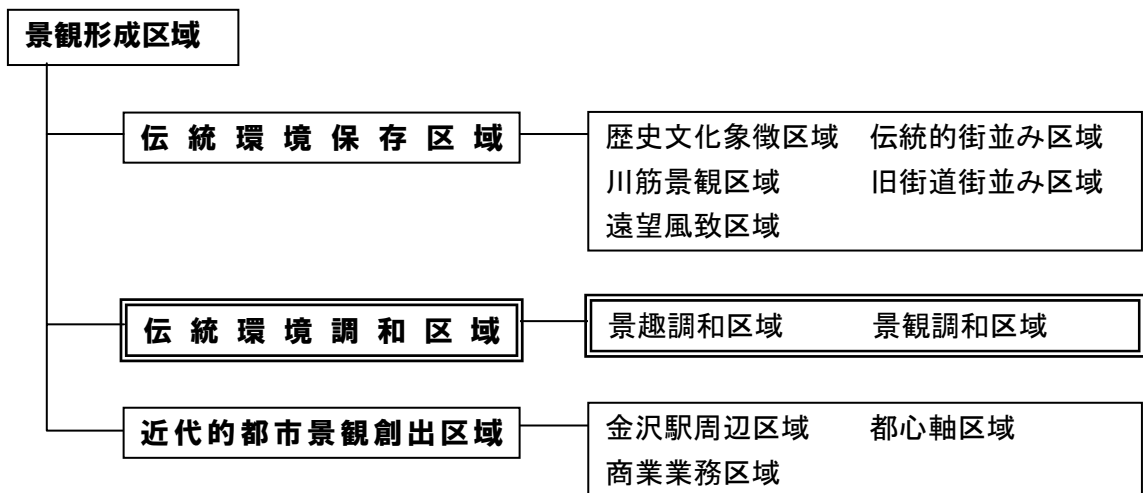 景観形成区域
伝統環境保存区域
歴史文化象徴区域 伝統的街並み区域
川筋景観区域 旧街道街並み区域
遠望風致区域
伝統環境調和区域
景趣調和区域 景観調和区域
近代的都市景観創出区域
金沢駅周辺区域 都心軸区域
商業業務区域